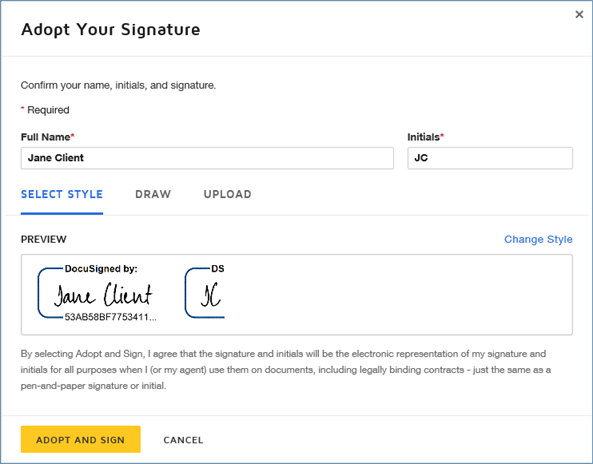 ×
Adopt Your Signature
Confirm your name, initials, and signature.
* Required
Full Name* Initials*
Jane Client JC
SELECT STYLE DRAW UPLOAD
PREVIEW Change Style
DocuSigned by: DS
Jane Client JC
53AB58BF7753411...
By selecting Adopt and Sign, I agree that the signature and initials will be the electronic representation of my signature and
initials for all purposes when I (or my agent) use them on documents, including legally binding contracts - just the same as a
pen-and-paper signature or initial.
ADOPT AND SIGN CANCEL